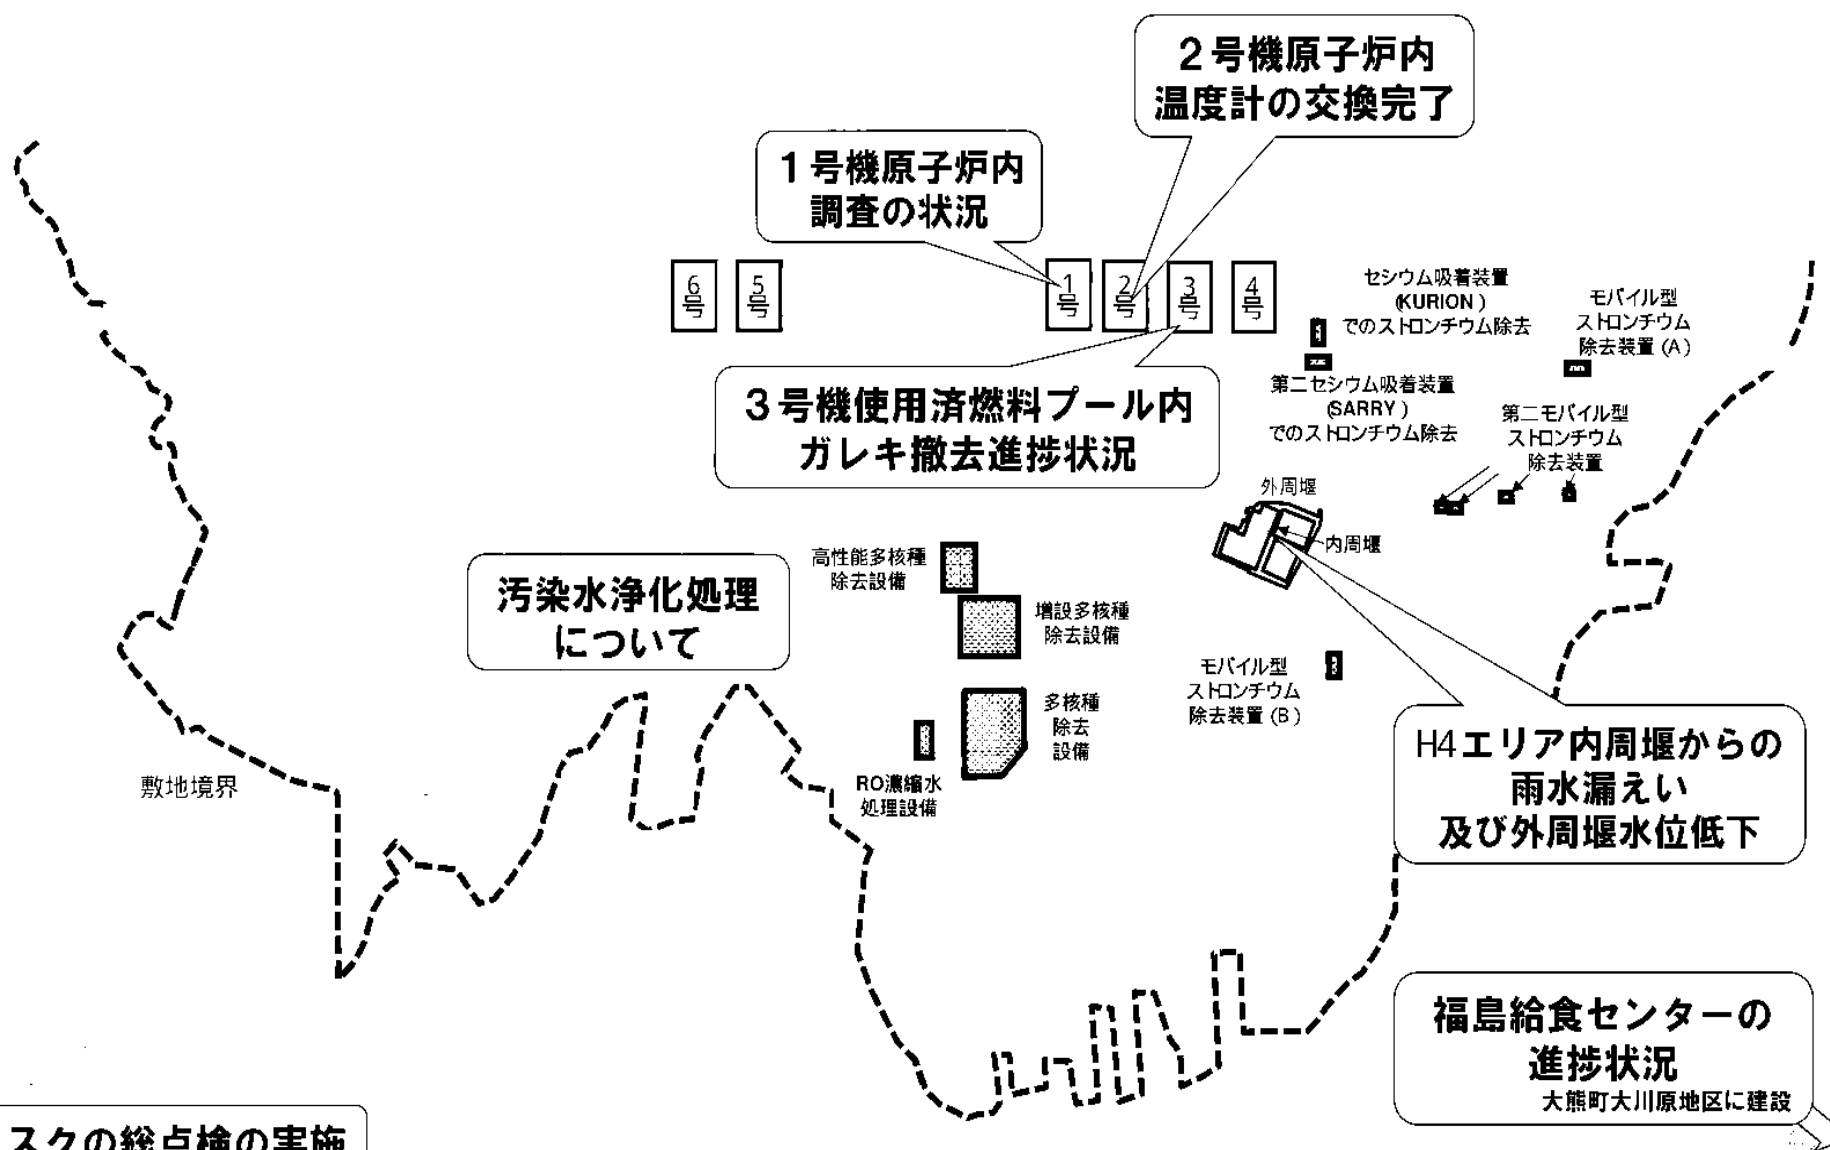 2号機原子炉内
温度計の交換完了
1号機原子炉内
調査の状況
6
号
5
号
1
号
2
号
3
号
4
号
セシウム吸着装置
(KURION)
でのストロンチウム除去
モバイル型
ストロンチウム
除去装置(A)
第二セシウム吸着装置
(SARRY)
でのストロンチウム除去
第二モバイル型
ストロンチウム
除去装置
3号機使用済燃料プール内
ガレキ撤去進捗状況
外周堰
内周堰
汚染水浄化処理
について
高性能多核種
除去設備
増設多核種
除去設備
モバイル型
ストロンチウム
除去装置(B)
多核種
除去
設備
RO濃縮水
処理設備
敷地境界
H4エリア内周堰からの
雨水漏えい
及び外周堰水位低下
福島給食センターの
進捗状況
大熊町大川原地区に建設
スクの総点検の実施